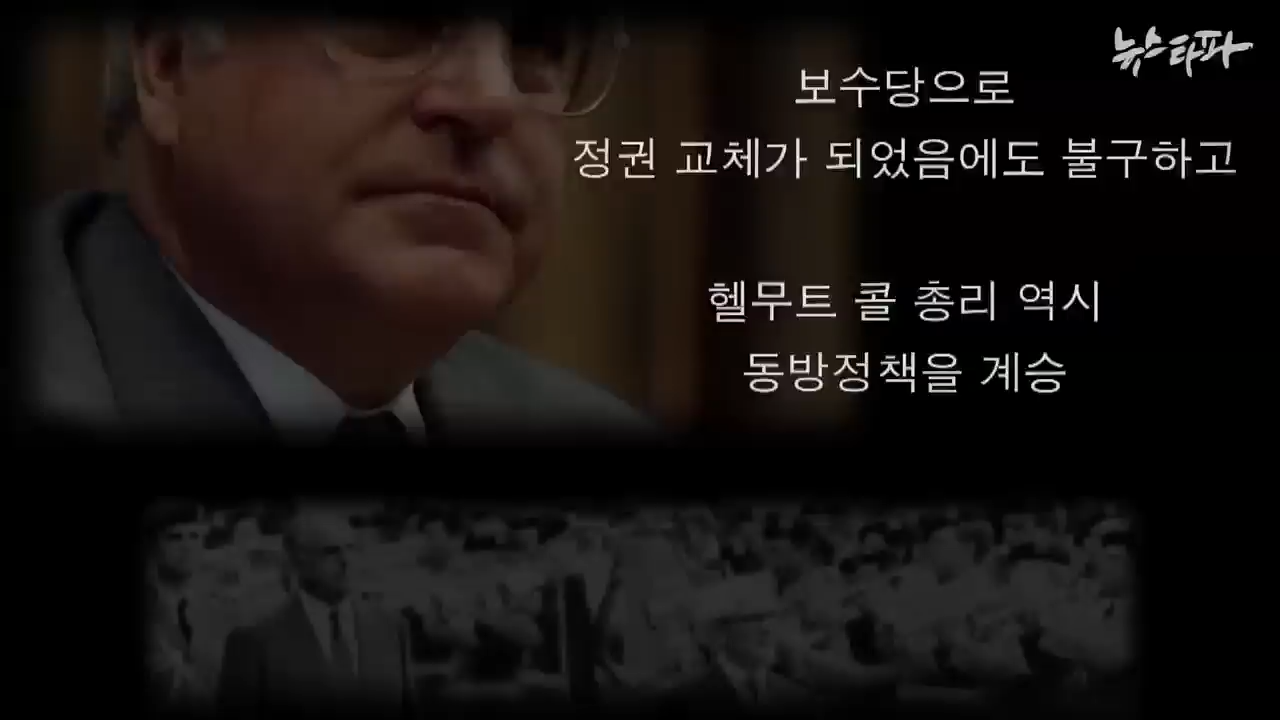 뉴스타파
보수당으로
정권 교체가 되었음에도 불구하고
헬무트 콜 총리 역시
동방정책을 계승